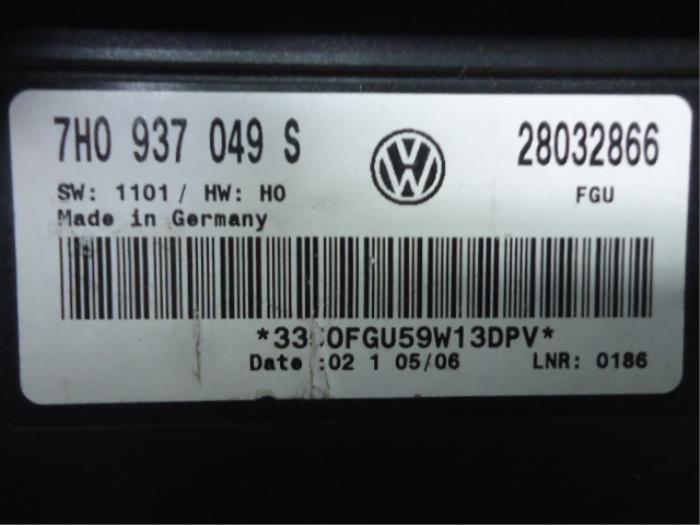 7H0 937 049 S
28032866
SW: 1101 / HW: H0
FGU
Made in Germany
Date :02 1 05/06
LNR: 0186